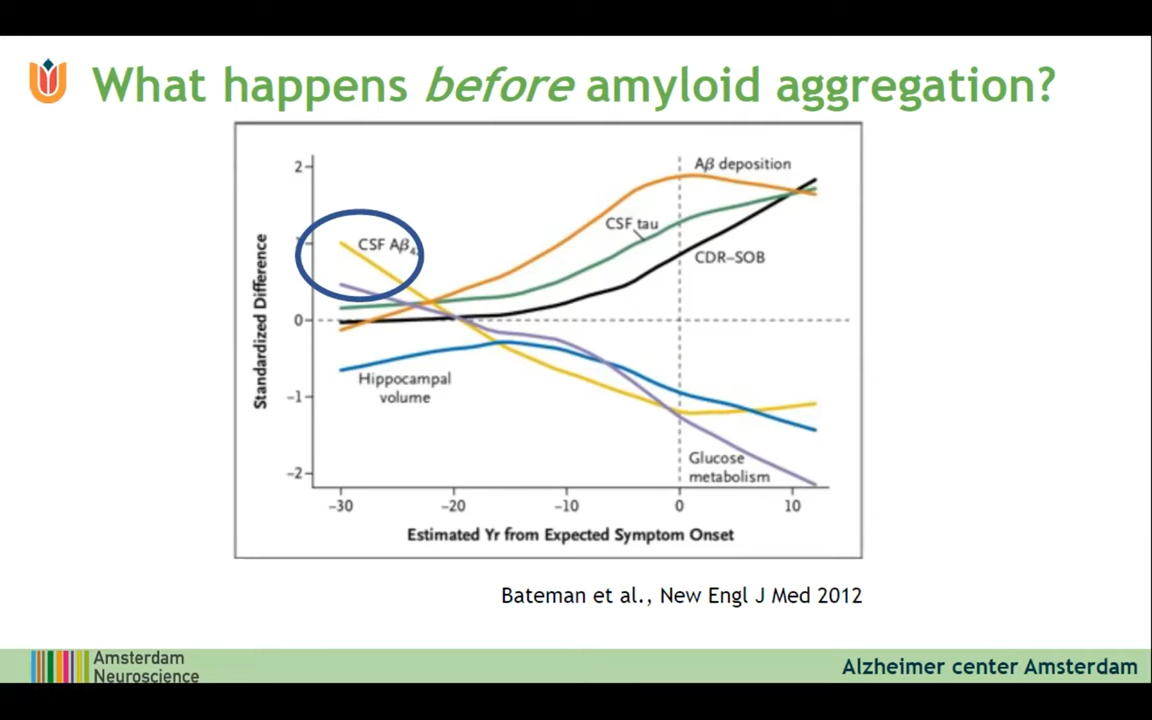 What happens before amyloid aggregation?
2
Aβ deposition
CSF tau
CSF Aβ4
CDR–SOB
0
Standardized Difference
Hippocampal
volume
-1
Glucose
metabolism
-2
-30 -20 -10 0 10
Estimated Yr from Expected Symptom Onset
Bateman et al., New Engl J Med 2012
Amsterdam
Neuroscience
Alzheimer center Amsterdam